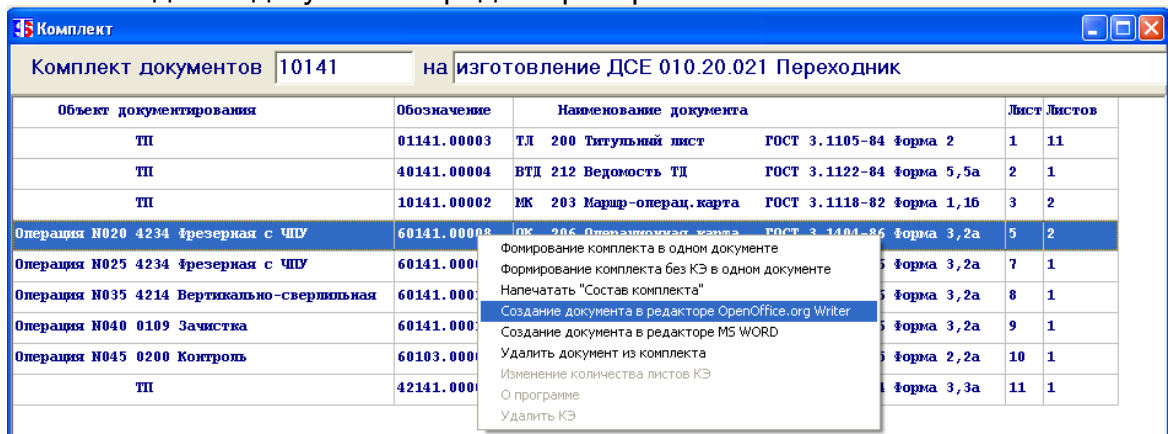 Комплект
Комплект документов 10141 на изготовление ДСЕ 010.20.021 Переходник
Объект документирования Обозначение Наименование документа Лист Листов
ТП 01141.00003 ТЛ 200 Титульный лист ГОСТ 3.1105-84 Форма 2 1 11
ТП 40141.00004 ВТД 212 Ведомость ТД ГОСТ 3.1122-84 Форма 5,5а 2 1
ТП 10141.00002 МК 203 Маршр-операц.карта ГОСТ 3.1118-82 Форма 1,1б 3 2
Операция N020 4234 Фрезерная с ЧПУ 60141.00008 ОК 206 Операционная карта ГОСТ 3.1404-86 Форма 3,2а 5 2
Операция N025 4234 Фрезерная с ЧПУ Форма 3,2а 7 1
Операция N035 4214 Вертикально-сверлильная Форма 3,2а 8 1
Операция N040 0109 Зачистка Форма 3,2а 9 1
Операция N045 0200 Контроль Форма 2,2а 10 1
ТП Форма 3,3а 11 1
Фомирование комплекта в одном документе
Формирование комплекта без КЭ в одном документе
Напечатать "Состав комплекта"
Создание документа в редакторе OpenOffice.org Writer
Создание документа в редакторе MS WORD
Удалить документ из комплекта
Изменение количества листов КЭ
О программе
Удалить КЭ